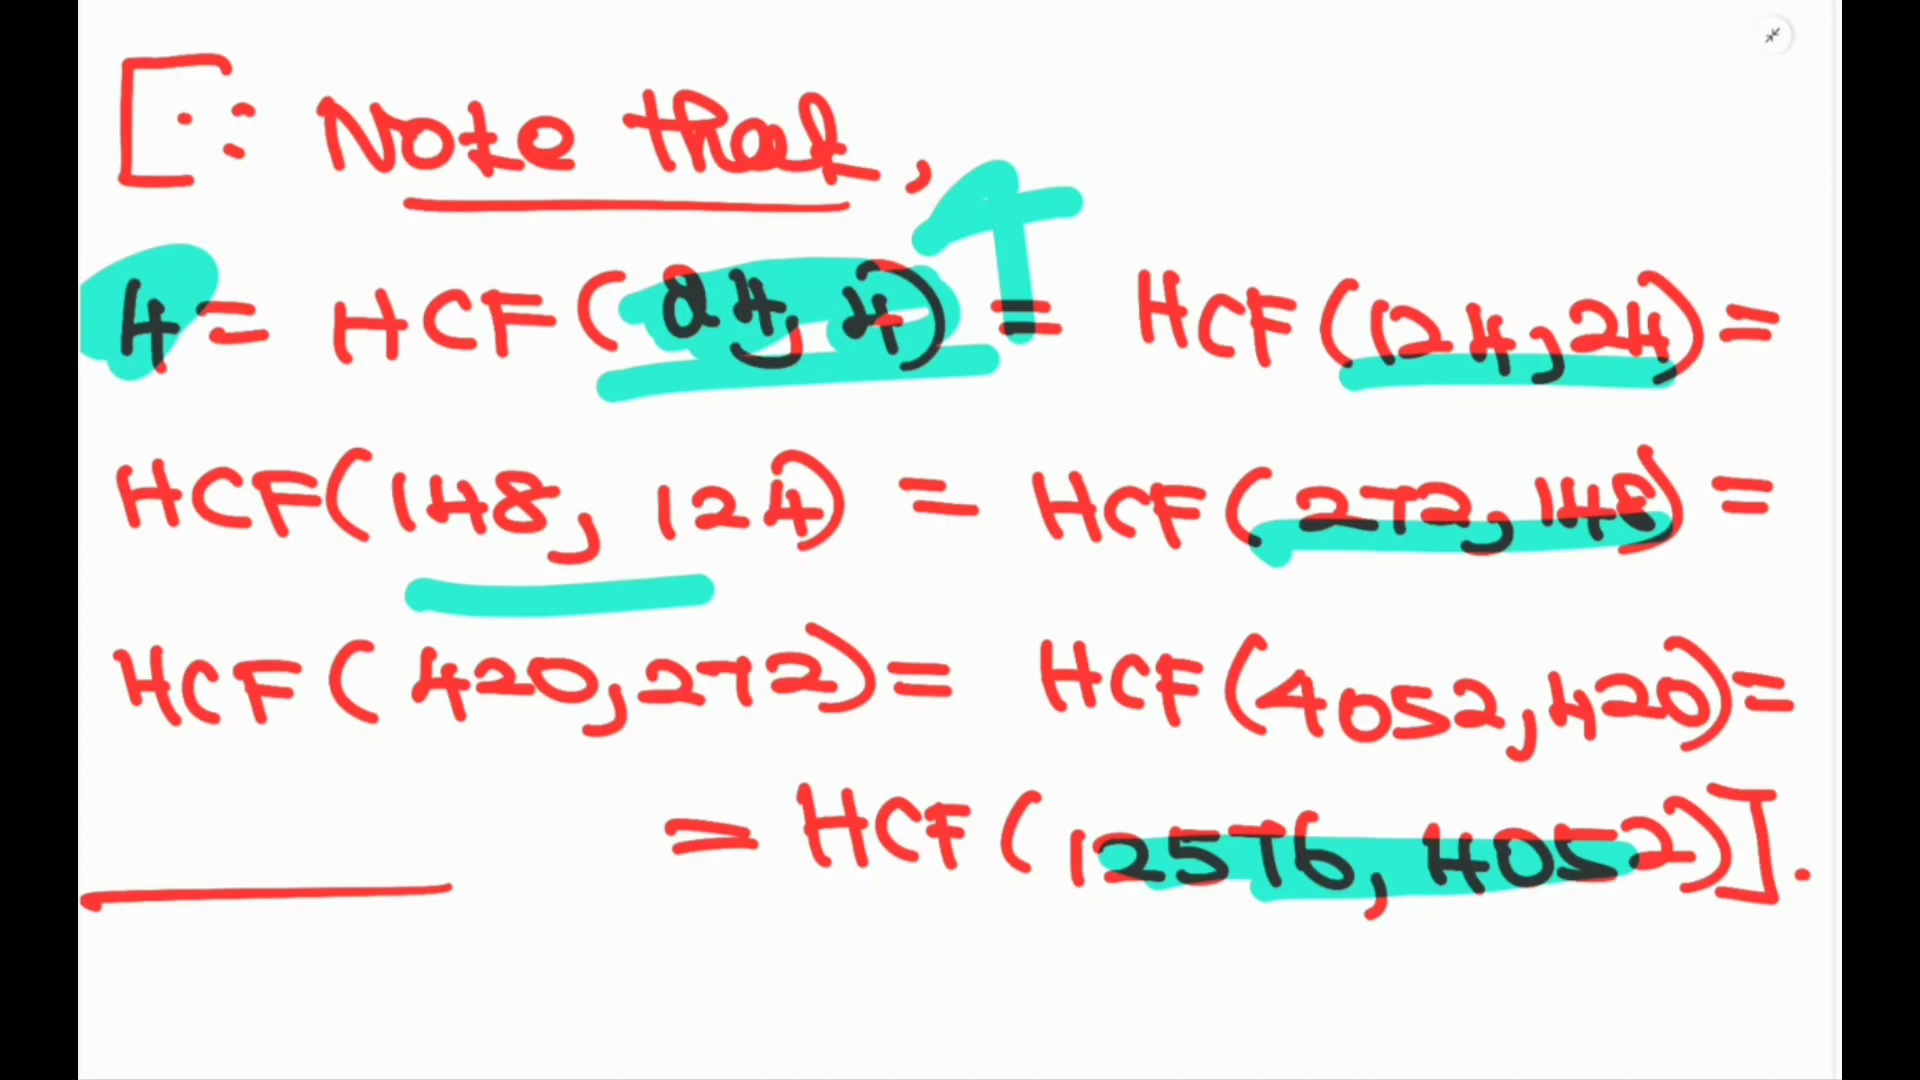 [∵ Note that,
4 = HCF(24, 4) = HCF(124, 24) =
HCF(148, 124) = HCF(272, 148) =
HCF(420, 272) = HCF(4052, 420) =
= HCF(12576, 4052)].